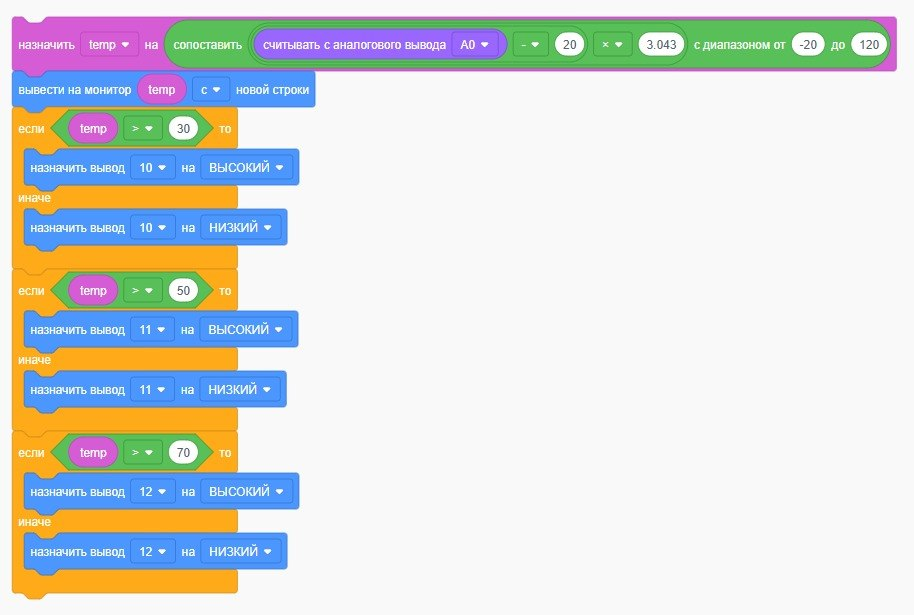 назначить temp на сопоставить считывать с аналогового вывода A0 - 20 × 3.043 с диапазоном от -20 до 120
вывести на монитор temp с новой строки
если temp > 30 то
назначить вывод 10 на ВЫСОКИЙ
иначе
назначить вывод 10 на НИЗКИЙ
если temp > 50 то
назначить вывод 11 на ВЫСОКИЙ
иначе
назначить вывод 11 на НИЗКИЙ
если temp > 70 то
назначить вывод 12 на ВЫСОКИЙ
иначе
назначить вывод 12 на НИЗКИЙ